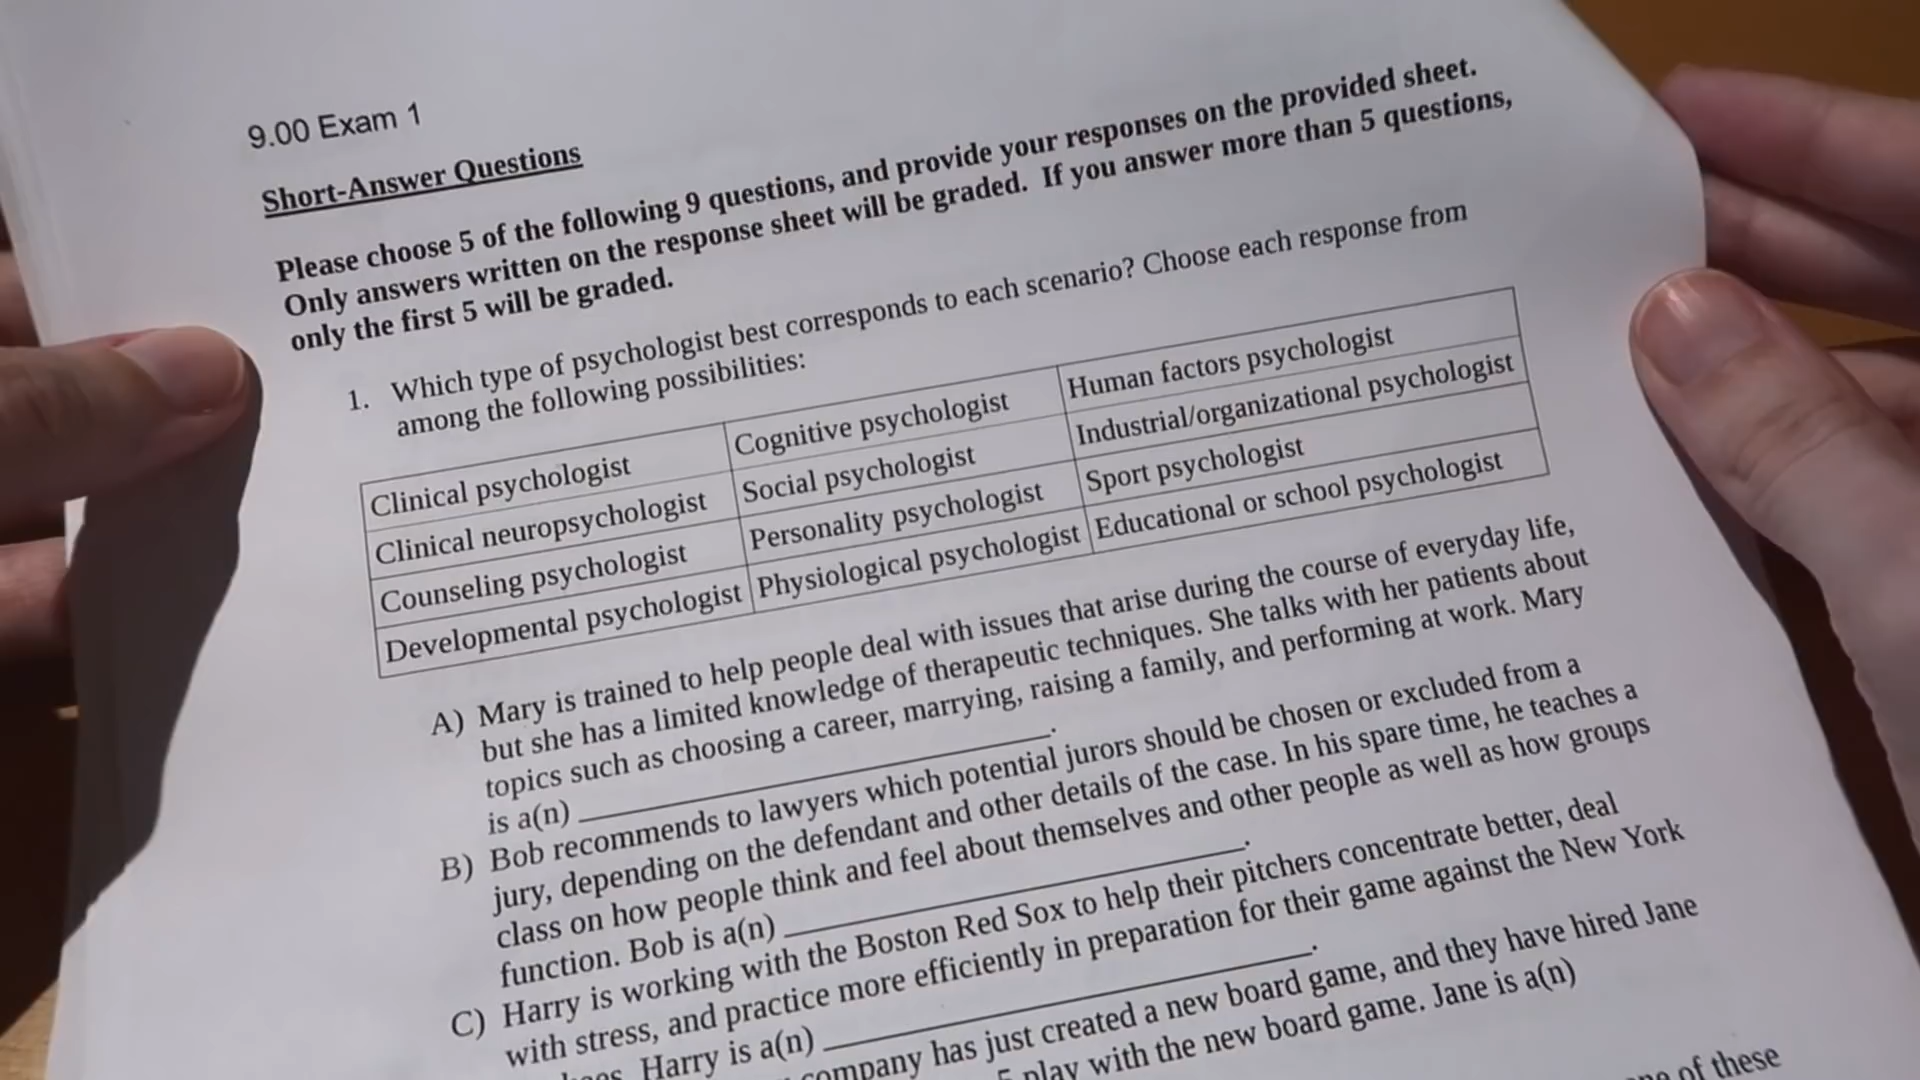 9.00 Exam 1
Short-Answer Questions
Please choose 5 of the following 9 questions, and provide your responses on the provided sheet.
Only answers written on the response sheet will be graded. If you answer more than 5 questions,
only the first 5 will be graded.
1. Which type of psychologist best corresponds to each scenario? Choose each response from
among the following possibilities:
Clinical psychologist Cognitive psychologist Human factors psychologist
Clinical neuropsychologist Social psychologist Industrial/organizational psychologist
Counseling psychologist Personality psychologist Sport psychologist
Developmental psychologist Physiological psychologist Educational or school psychologist
A) Mary is trained to help people deal with issues that arise during the course of everyday life,
but she has a limited knowledge of therapeutic techniques. She talks with her patients about
topics such as choosing a career, marrying, raising a family, and performing at work. Mary
is a(n) ____________________.
B) Bob recommends to lawyers which potential jurors should be chosen or excluded from a
jury, depending on the defendant and other details of the case. In his spare time, he teaches a
class on how people think and feel about themselves and other people as well as how groups
function. Bob is a(n) ____________________.
C) Harry is working with the Boston Red Sox to help their pitchers concentrate better, deal
with stress, and practice more efficiently in preparation for their game against the New York
Harry is a(n) ____________________.
company has just created a new board game, and they have hired Jane
play with the new board game. Jane is a(n)
of these